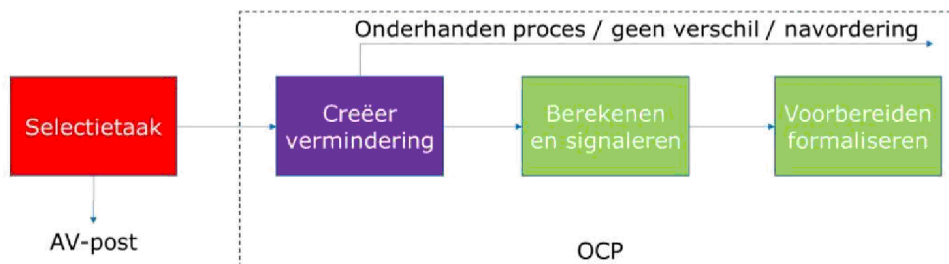 Onderhanden proces / geen verschil / navordering
Selectietaak
Creëer
vermindering
Berekenen
en signaleren
Voorbereiden
formaliseren
AV-post
OCP